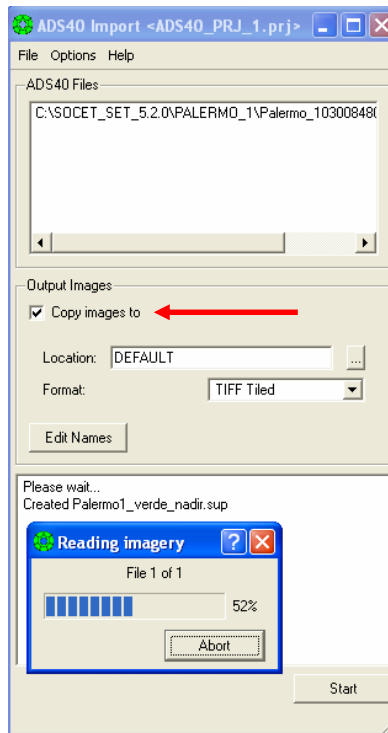 ADS40 Import <ADS40_PRJ_1.prj>
File Options Help
ADS40 Files
C:\SOCET_SET_5.2.0\PALERMO_1\Palermo_103008480
Output Images
Copy images to
Location: DEFAULT ...
Format: TIFF Tiled
Edit Names
Please wait...
Created Palermo1_verde_nadir.sup
Reading imagery
File 1 of 1
52%
Abort
Start